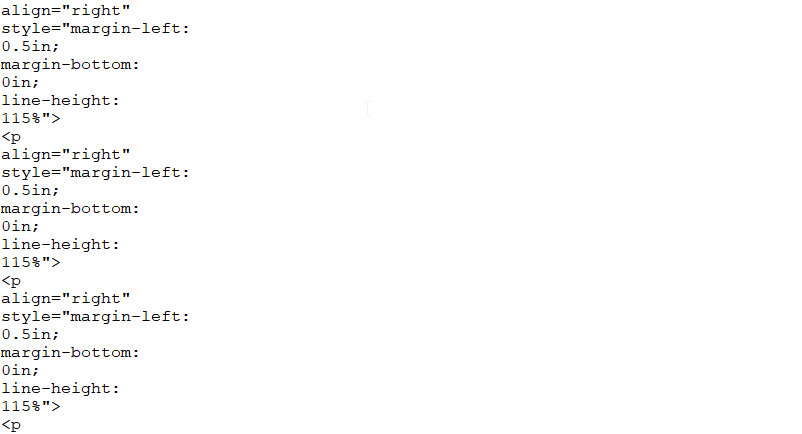 align="right"
style="margin-left:
0.5in;
margin-bottom:
0in;
line-height:
115%">
<p
align="right"
style="margin-left:
0.5in;
margin-bottom:
0in;
line-height:
115%">
<p
align="right"
style="margin-left:
0.5in;
margin-bottom:
0in;
line-height:
115%">
<p